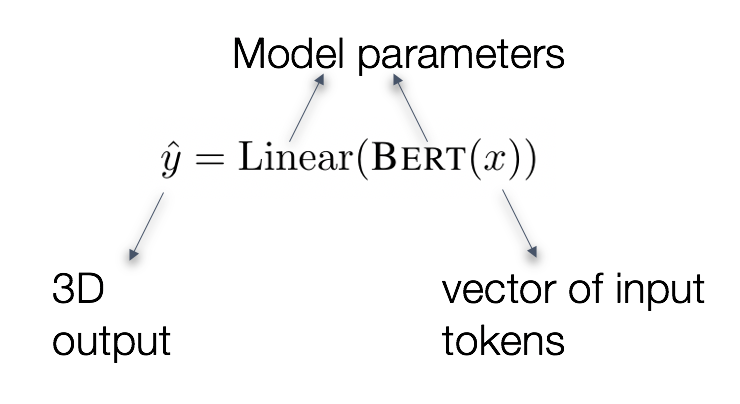 Model parameters
ŷ = Linear(BERT(x))
3D
output
vector of input
tokens